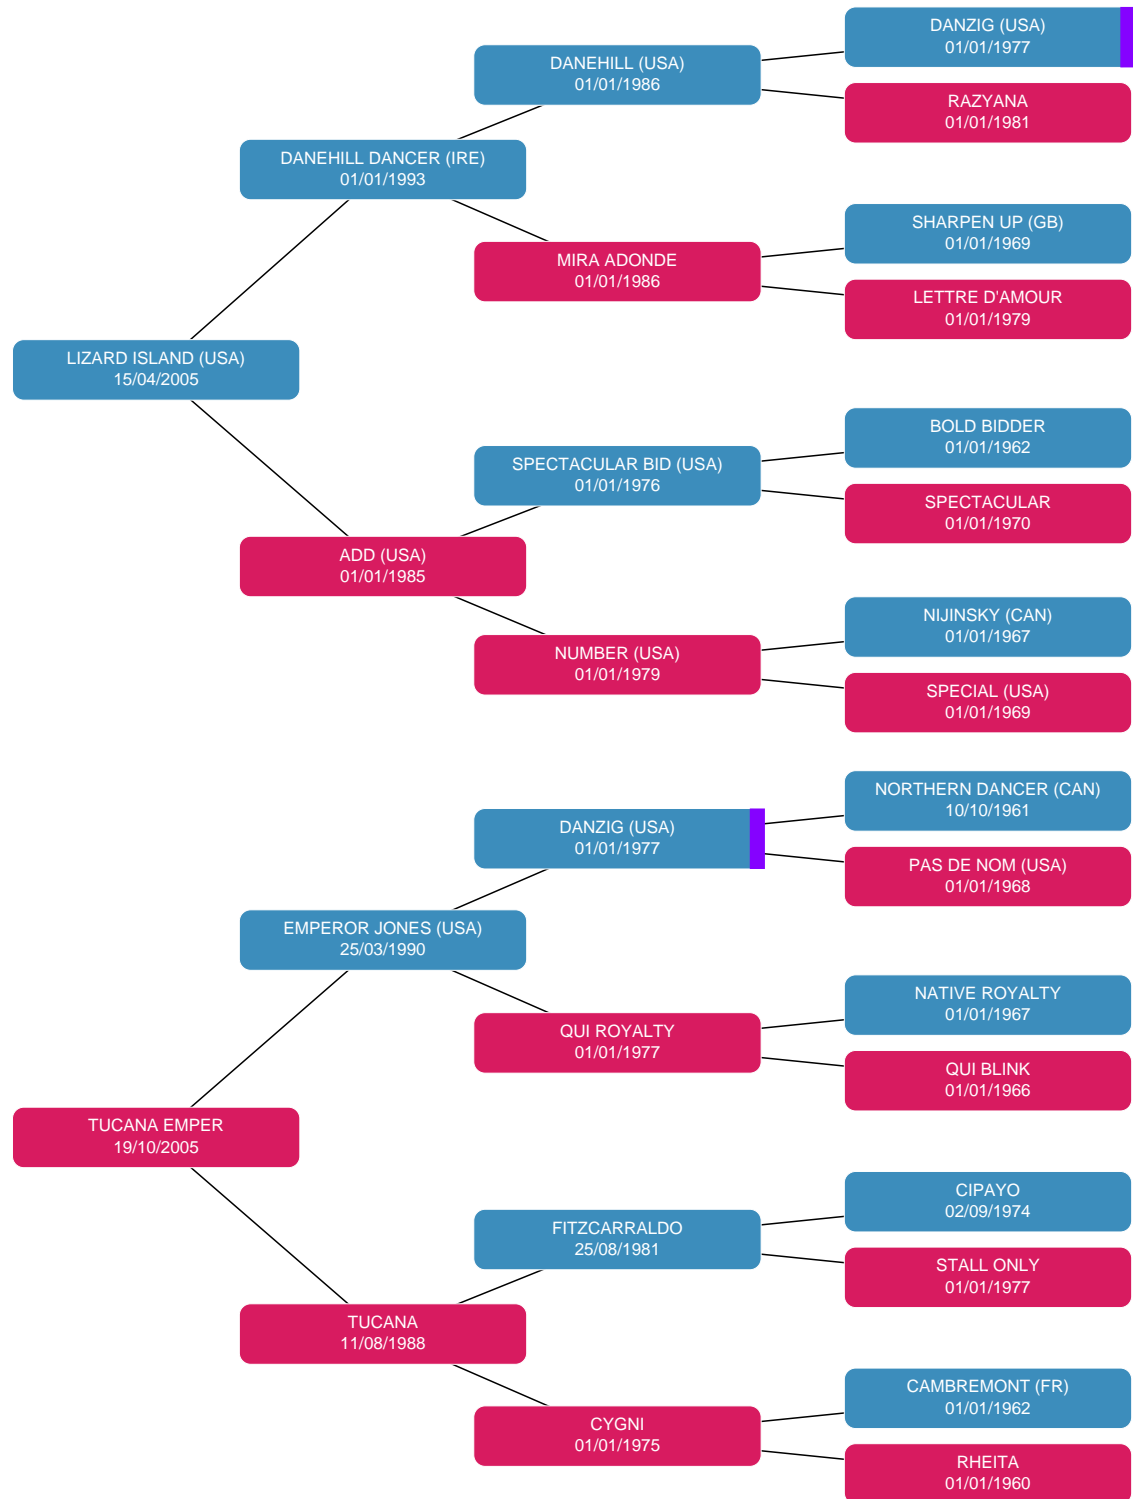 DANZIG (USA)
01/01/1977
DANEHILL (USA)
01/01/1986
RAZYANA
01/01/1981
DANEHILL DANCER (IRE)
01/01/1993
SHARPEN UP (GB)
01/01/1969
MIRA ADONDE
01/01/1986
LETTRE D'AMOUR
01/01/1979
LIZARD ISLAND (USA)
15/04/2005
BOLD BIDDER
01/01/1962
SPECTACULAR BID (USA)
01/01/1976
SPECTACULAR
01/01/1970
ADD (USA)
01/01/1985
NIJINSKY (CAN)
01/01/1967
NUMBER (USA)
01/01/1979
SPECIAL (USA)
01/01/1969
NORTHERN DANCER (CAN)
10/10/1961
DANZIG (USA)
01/01/1977
PAS DE NOM (USA)
01/01/1968
EMPEROR JONES (USA)
25/03/1990
NATIVE ROYALTY
01/01/1967
QUI ROYALTY
01/01/1977
QUI BLINK
01/01/1966
TUCANA EMPER
19/10/2005
CIPAYO
02/09/1974
FITZCARRALDO
25/08/1981
STALL ONLY
01/01/1977
TUCANA
11/08/1988
CAMBREMONT (FR)
01/01/1962
CYGNI
01/01/1975
RHEITA
01/01/1960